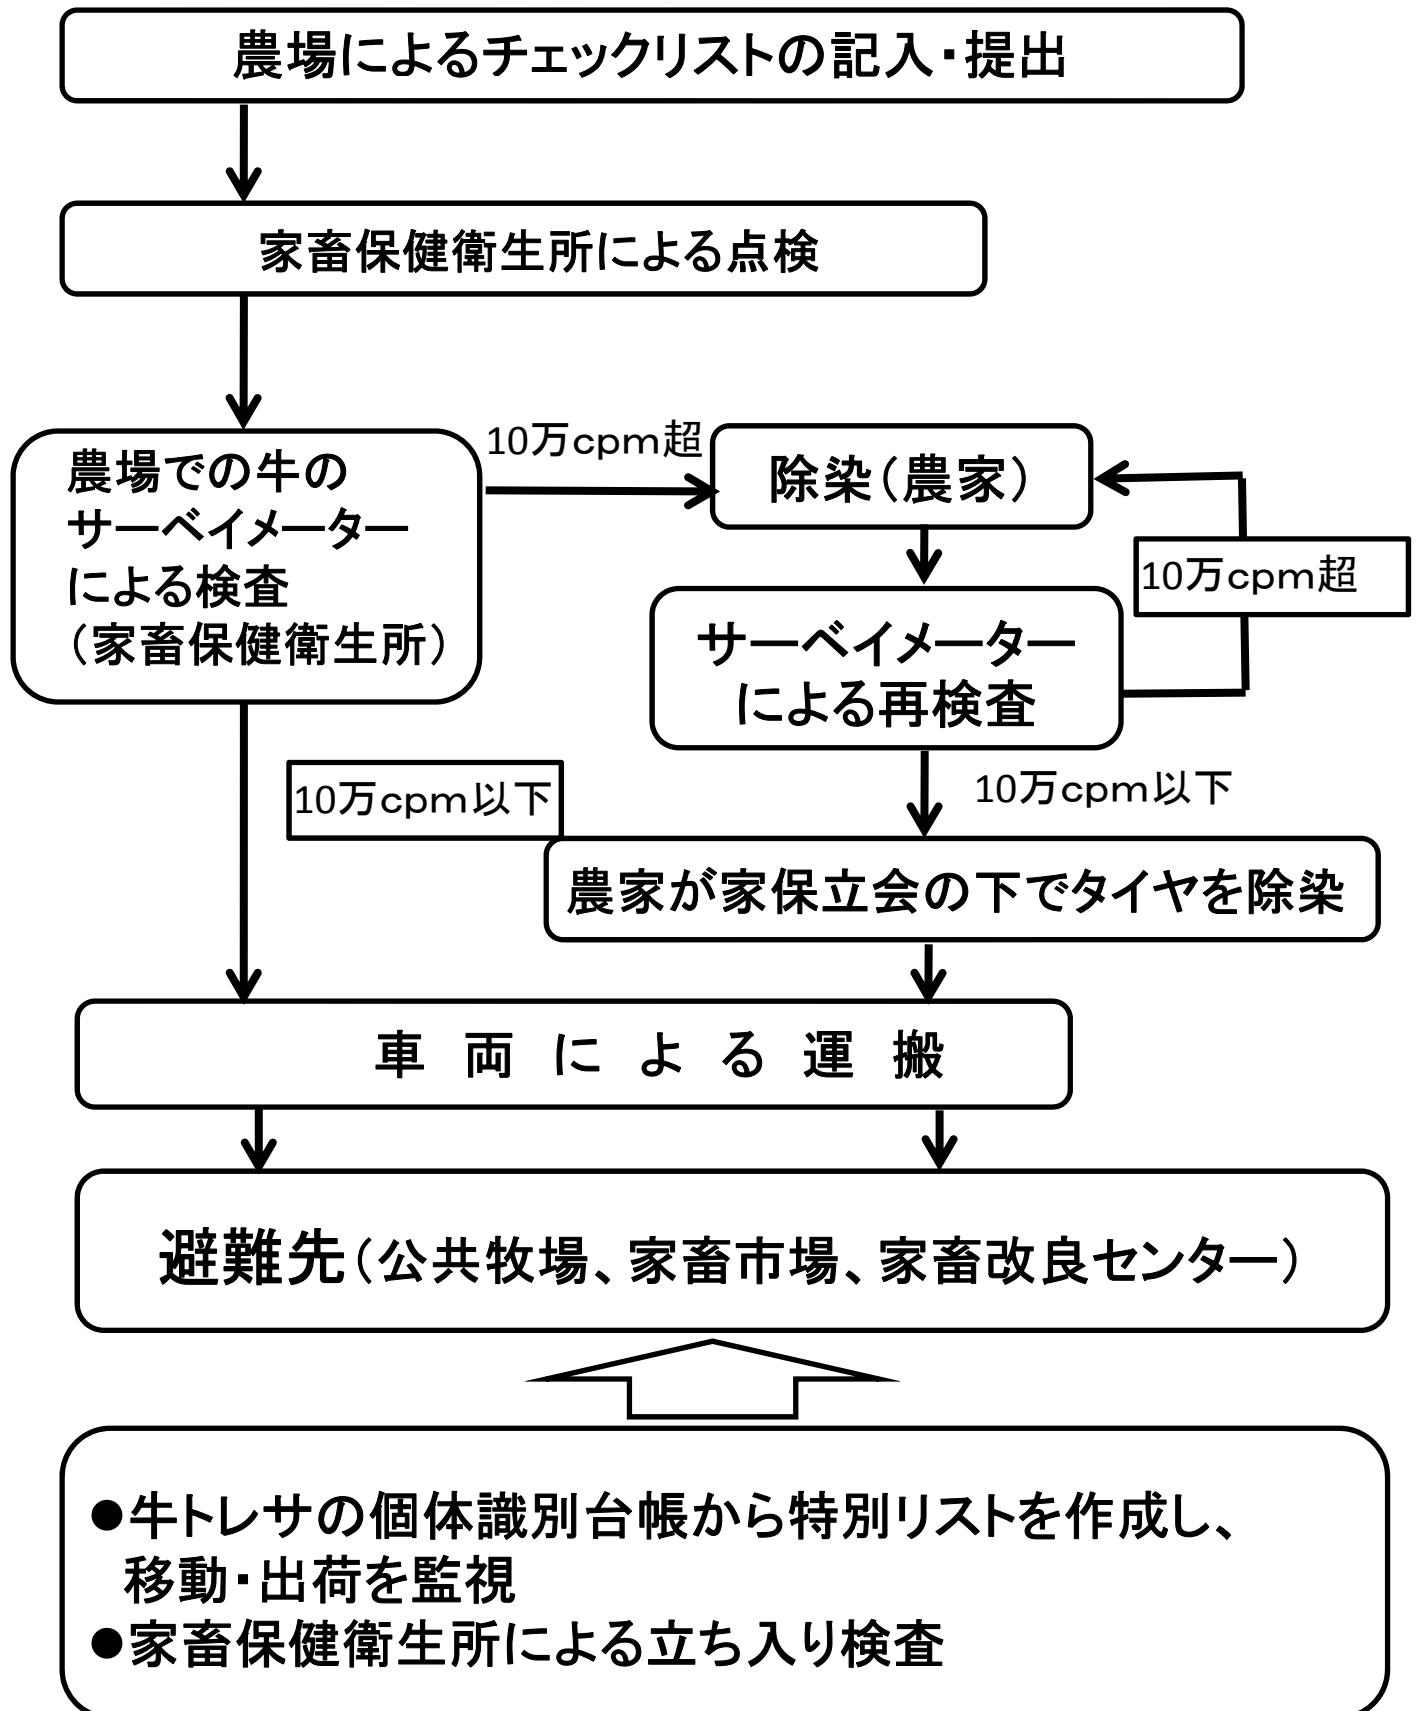 農場によるチェックリストの記入・提出
家畜保健衛生所による点検
農場での牛の
サーベイメーター
による検査
（家畜保健衛生所）
10万cpm超
除染（農家）
10万cpm超
サーベイメーター
による再検査
10万cpm以下
10万cpm以下
農家が家保立会の下でタイヤを除染
車両による運搬
避難先（公共牧場、家畜市場、家畜改良センター）
●牛トレサの個体識別台帳から特別リストを作成し、
移動・出荷を監視
●家畜保健衛生所による立ち入り検査